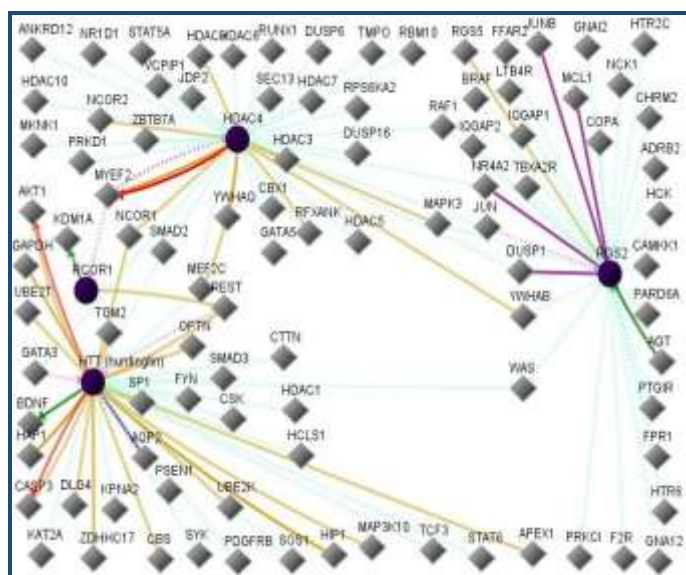 ANKRD12
NR1D1
STAT5A
HDAC6
RUNX1
DUSP6
TMPO
RBM10
RGS5
FFAR2
JUNB
GNAI2
HTR2C
VCPIP1
JDP2
SEC13
HDAC7
RPS6KA2
BRAF
LTB4R
MCL1
NCK1
HDAC10
NCOR2
ZBTB7A
HDAC4
RAF1
IQGAP2
IQGAP1
COPA
CHRM2
MKNK1
PRKD1
HDAC3
DUSP16
ADRB2
MYEF2
CBX1
NR4A2
TBXA2R
AKT1
KDM1A
NCOR1
SMAD2
YWHAQ
RFXANK
MAPK3
JUN
HCK
GATA5
HDAC5
GAPDH
RCOR1
MEF2C
DUSP1
RGS2
CAMKK1
UBE2T
TGM2
REST
YWHAB
PARD6A
GATA3
HTT (huntingtin)
OPTN
SMAD3
CTTN
WAS
AGT
BDNF
SP1
FYN
CSK
HDAC1
PTGIR
HAP1
AQP2
HCLS1
FPR1
CASP3
DLG4
KPNA2
PSEN1
UBE2K
HTR6
KAT2A
ZDHHC17
CBS
SYK
PDGFRB
SOS1
HIP1
MAP3K10
TCF3
STAT6
APEX1
PRKCI
F2R
GNA12